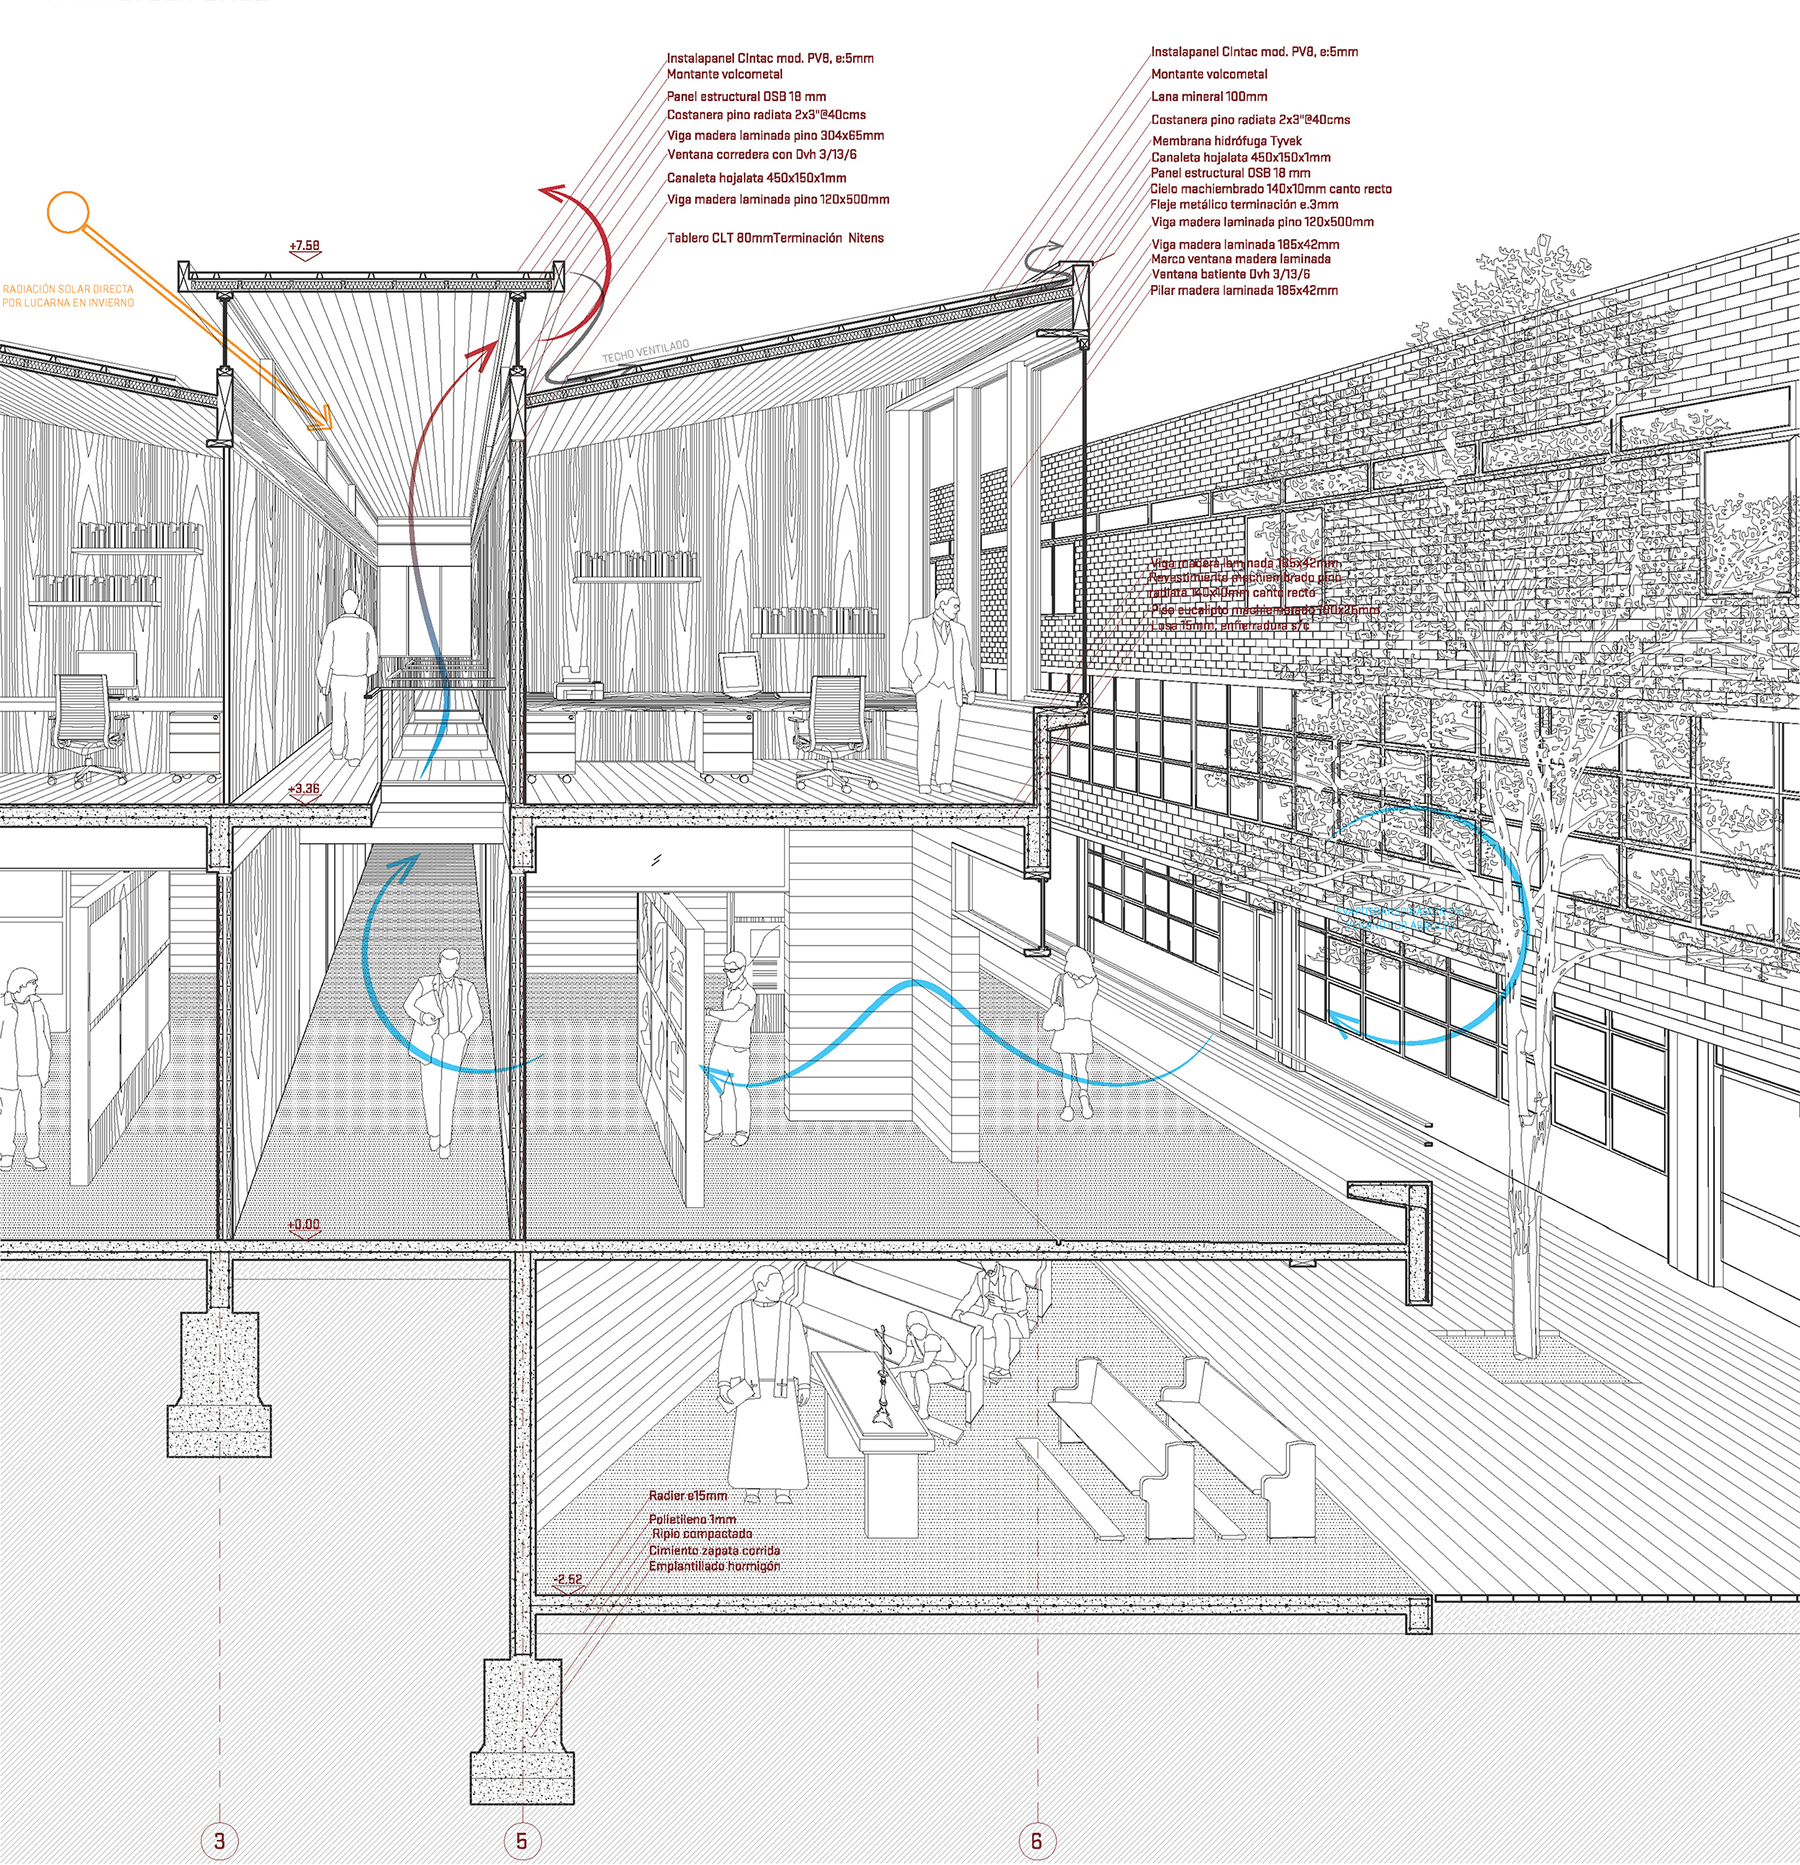 Instalapanel CIntac mod. PV8, e:5mm
Montante volcometal
Panel estructural OSB 18 mm
Costanera pino radiata 2x3"@40cms
Viga madera laminada pino 304x65mm
Ventana corredera con Dvh 3/13/6
Canaleta hojalata 450x150x1mm
Viga madera laminada pino 120x500mm
Tablero CLT 80mmTerminación Nitens
Instalapanel CIntac mod. PV8, e:5mm
Montante volcometal
Lana mineral 100mm
Costanera pino radiata 2x3"@40cms
Membrana hidrófuga Tyvek
Canaleta hojalata 450x150x1mm
Panel estructural OSB 18 mm
Cielo machiembrado 140x10mm canto recto
Fleje metálico terminación e.3mm
Viga madera laminada pino 120x500mm
Viga madera laminada 185x42mm
Marco ventana madera laminada
Ventana batiente Dvh 3/13/6
Pilar madera laminada 185x42mm
+7.58
RADIACIÓN SOLAR DIRECTA
POR LUCARNA EN INVIERNO
TECHO VENTILADO
Viga madera laminada 185x42mm
Revestimiento machiembrado pino
radiata 140x10mm canto recto
Piso eucalipto machiembrado 100x25mm
Losa 15mm, enfierradura s/c
+3.36
+0.00
Radier e15mm
Polietileno 1mm
Ripio compactado
Cimiento zapata corrida
Emplantillado hormigón
-2.52
3
5
6